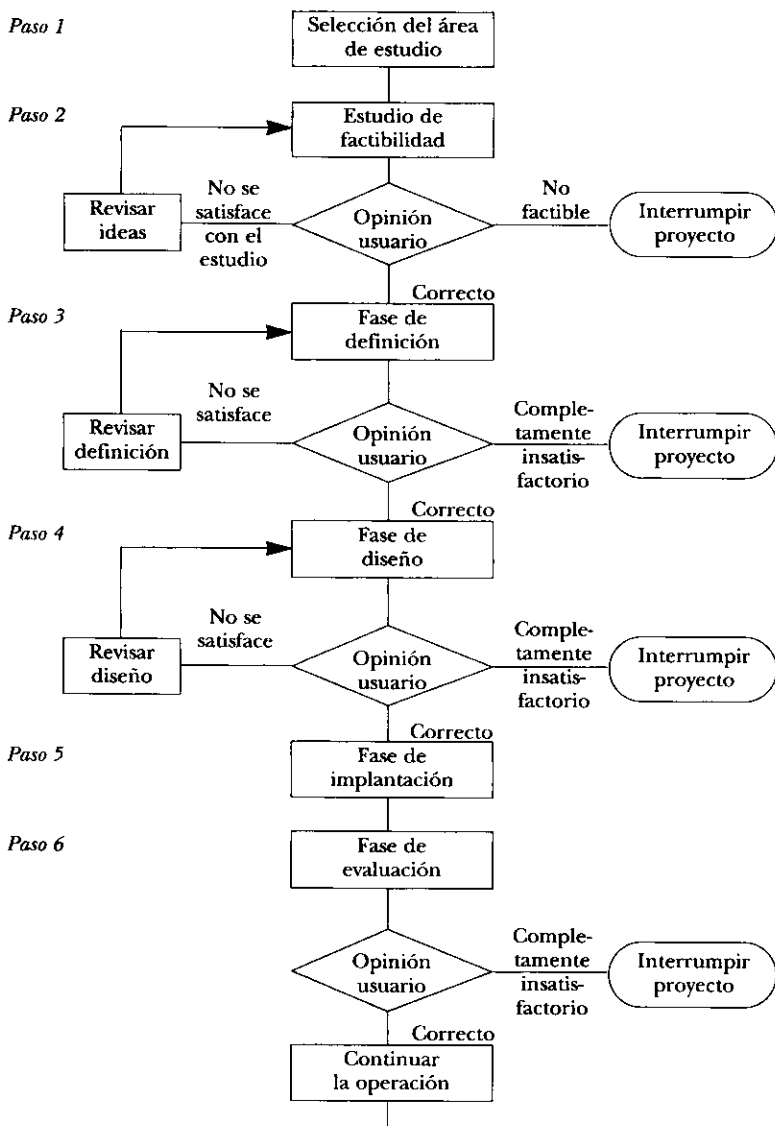 Paso 1
Selección del área
de estudio
Paso 2
Estudio de
factibilidad
Revisar
ideas
No se
satisface
con el
estudio
Opinión
usuario
No
factible
Interrumpir
proyecto
Correcto
Paso 3
Fase de
definición
Revisar
definición
No se
satisface
Opinión
usuario
Comple-
tamente
insatis-
factorio
Interrumpir
proyecto
Correcto
Paso 4
Fase de
diseño
Revisar
diseño
No se
satisface
Opinión
usuario
Comple-
tamente
insatis-
factorio
Interrumpir
proyecto
Correcto
Paso 5
Fase de
implantación
Paso 6
Fase de
evaluación
Opinión
usuario
Comple-
tamente
insatis-
factorio
Interrumpir
proyecto
Correcto
Continuar
la operación